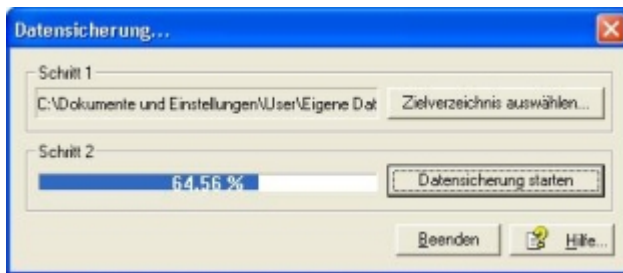 Datensicherung...
Schritt 1
C:\Dokumente und Einstellungen\User\Eigene Dat
Zielverzeichnis auswählen...
Schritt 2
64,56 %
Datensicherung starten
Beenden
Hilfe...